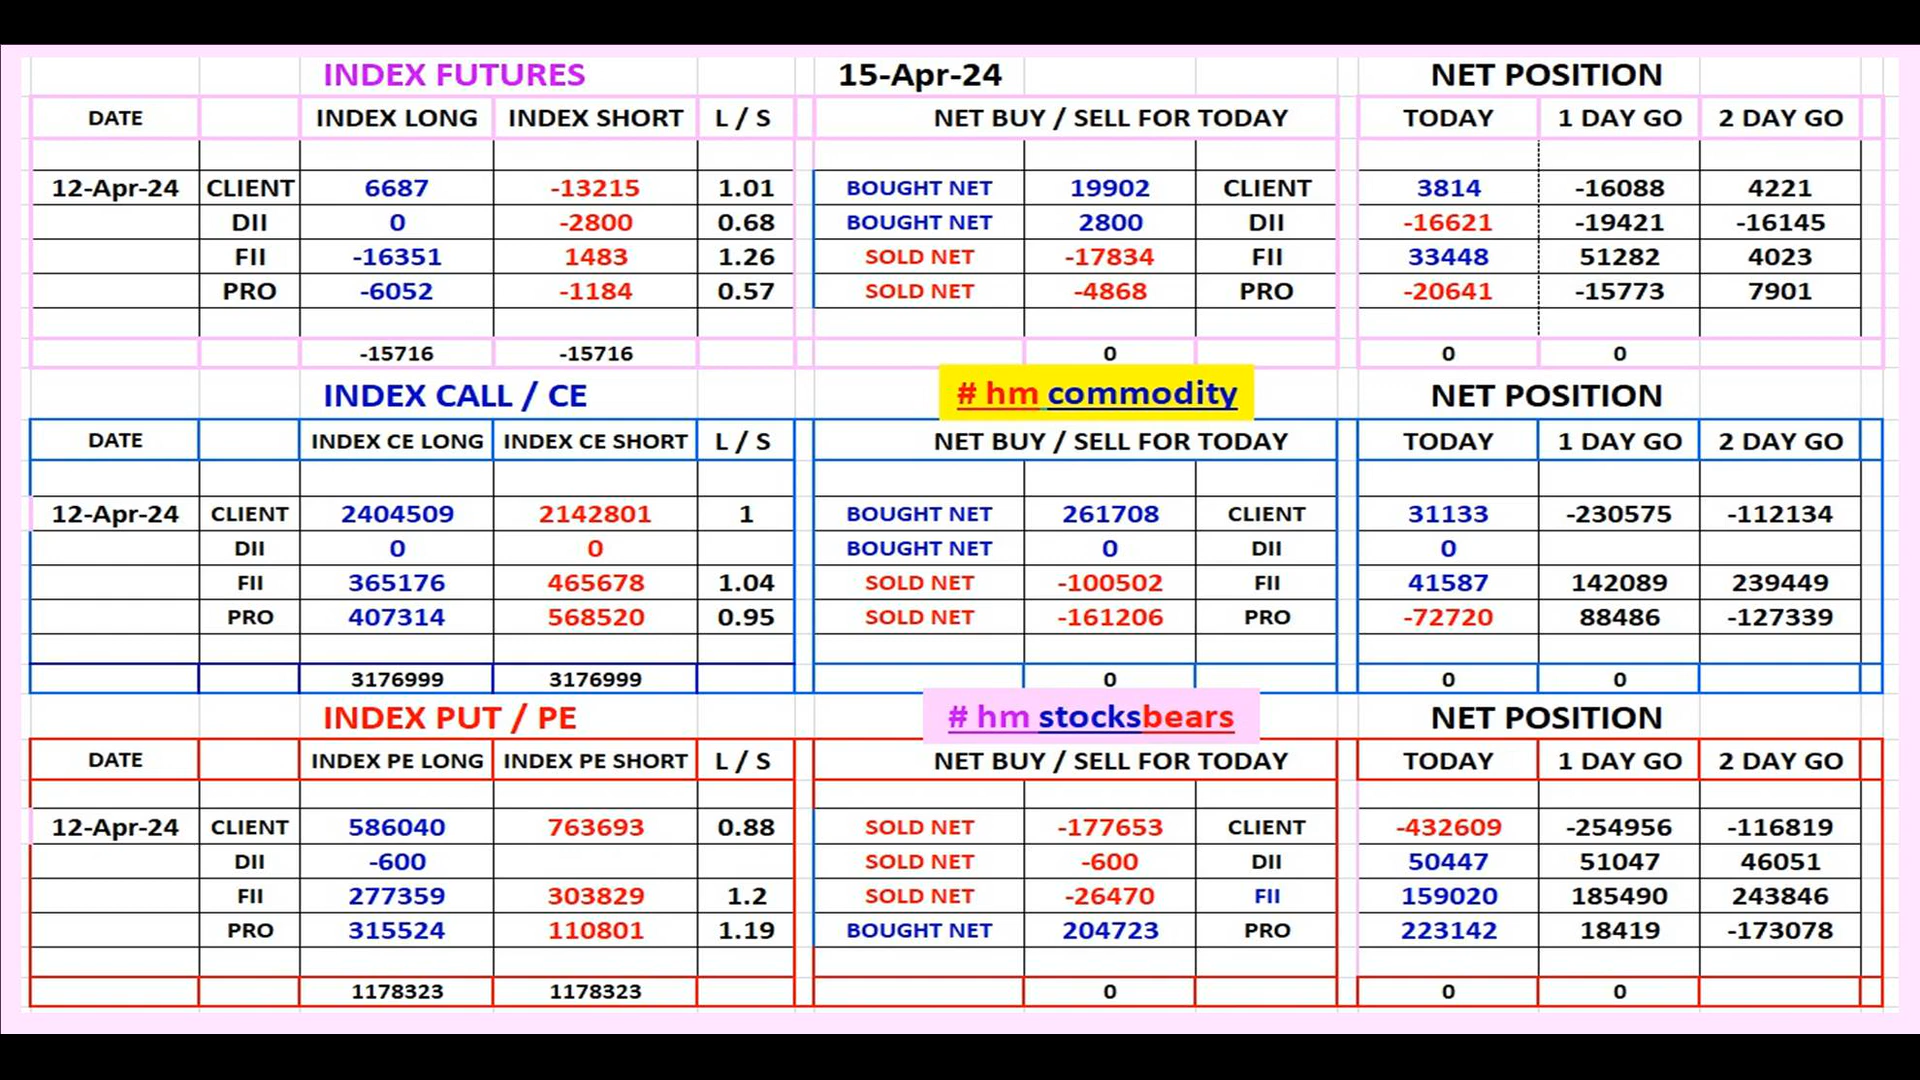 INDEX FUTURES 15-Apr-24 NET POSITION
DATE INDEX LONG INDEX SHORT L / S NET BUY / SELL FOR TODAY TODAY 1 DAY GO 2 DAY GO
12-Apr-24 CLIENT 6687 -13215 1.01 BOUGHT NET 19902 CLIENT 3814 -16088 4221
DII 0 -2800 0.68 BOUGHT NET 2800 DII -16621 -19421 -16145
FII -16351 1483 1.26 SOLD NET -17834 FII 33448 51282 4023
PRO -6052 -1184 0.57 SOLD NET -4868 PRO -20641 -15773 7901
-15716 -15716 0 0 0
INDEX CALL / CE # hm commodity NET POSITION
DATE INDEX CE LONG INDEX CE SHORT L / S NET BUY / SELL FOR TODAY TODAY 1 DAY GO 2 DAY GO
12-Apr-24 CLIENT 2404509 2142801 1 BOUGHT NET 261708 CLIENT 31133 -230575 -112134
DII 0 0 BOUGHT NET 0 DII 0
FII 365176 465678 1.04 SOLD NET -100502 FII 41587 142089 239449
PRO 407314 568520 0.95 SOLD NET -161206 PRO -72720 88486 -127339
3176999 3176999 0 0 0
INDEX PUT / PE # hm stocksbears NET POSITION
DATE INDEX PE LONG INDEX PE SHORT L / S NET BUY / SELL FOR TODAY TODAY 1 DAY GO 2 DAY GO
12-Apr-24 CLIENT 586040 763693 0.88 SOLD NET -177653 CLIENT -432609 -254956 -116819
DII -600 SOLD NET -600 DII 50447 51047 46051
FII 277359 303829 1.2 SOLD NET -26470 FII 159020 185490 243846
PRO 315524 110801 1.19 BOUGHT NET 204723 PRO 223142 18419 -173078
1178323 1178323 0 0 0